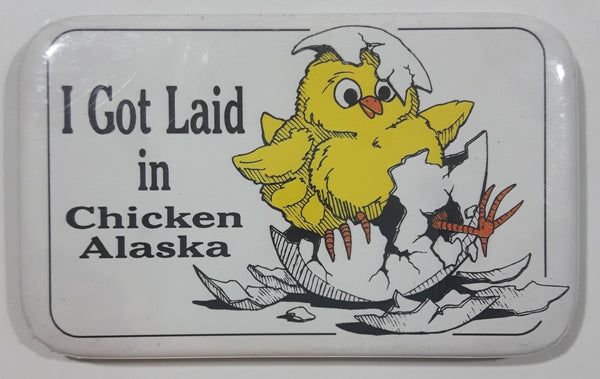 I Got Laid
in
Chicken
Alaska